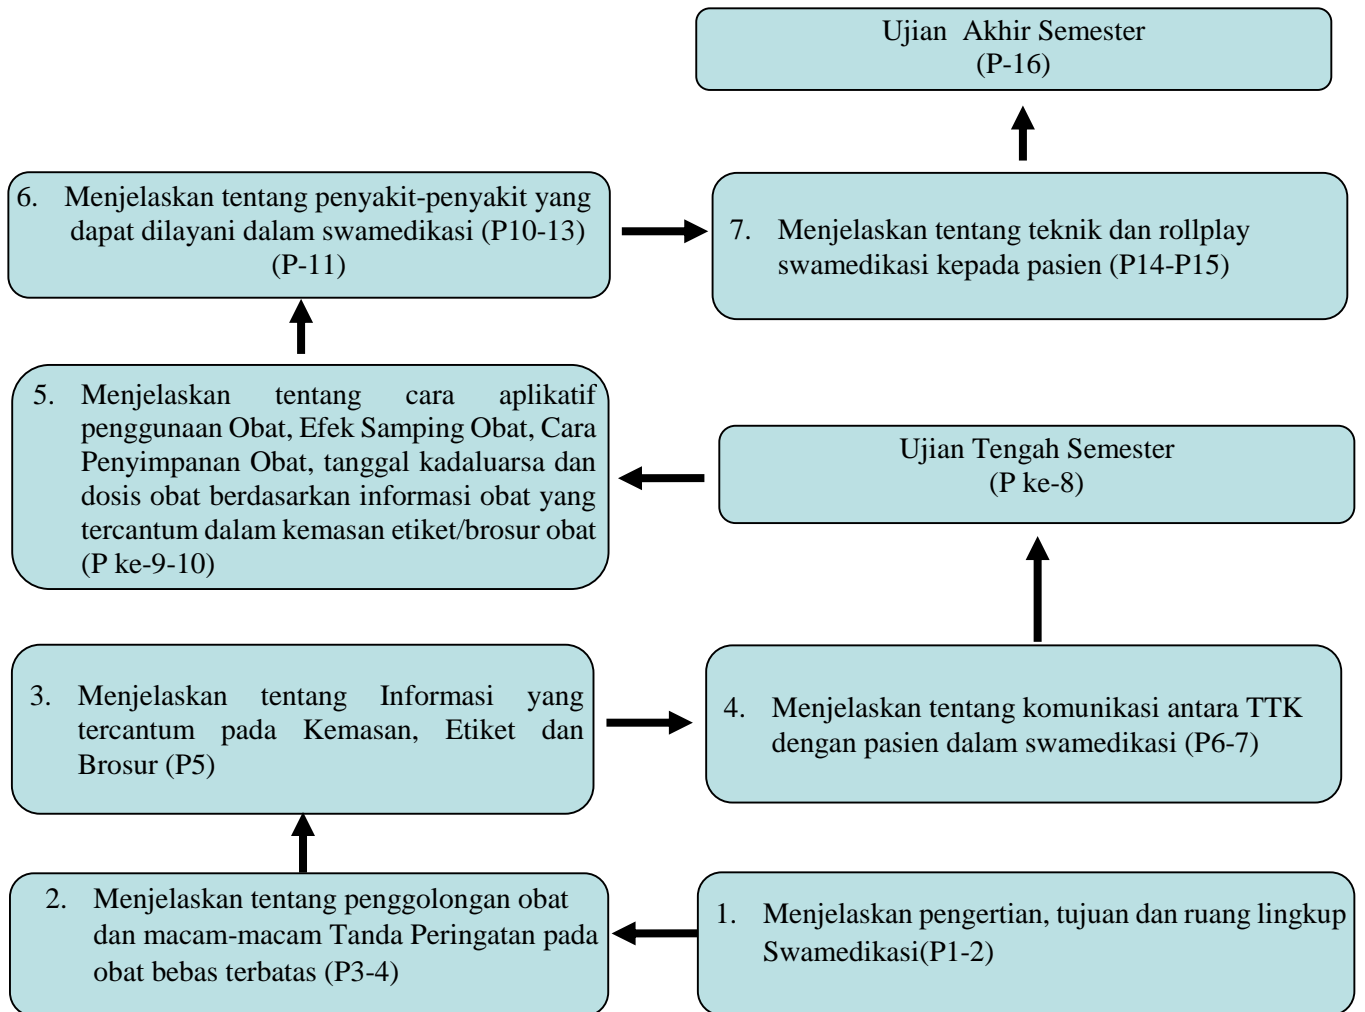 Ujian Akhir Semester
(P-16)
6. Menjelaskan tentang penyakit-penyakit yang
dapat dilayani dalam swamedikasi (P10-13)
(P-11)
7. Menjelaskan tentang teknik dan rollplay
swamedikasi kepada pasien (P14-P15)
5. Menjelaskan tentang cara aplikatif
penggunaan Obat, Efek Samping Obat, Cara
Penyimpanan Obat, tanggal kadaluarsa dan
dosis obat berdasarkan informasi obat yang
tercantum dalam kemasan etiket/brosur obat
(P ke-9-10)
Ujian Tengah Semester
(P ke-8)
3. Menjelaskan tentang Informasi yang
tercantum pada Kemasan, Etiket dan
Brosur (P5)
4. Menjelaskan tentang komunikasi antara TTK
dengan pasien dalam swamedikasi (P6-7)
2. Menjelaskan tentang penggolongan obat
dan macam-macam Tanda Peringatan pada
obat bebas terbatas (P3-4)
1. Menjelaskan pengertian, tujuan dan ruang lingkup
Swamedikasi(P1-2)